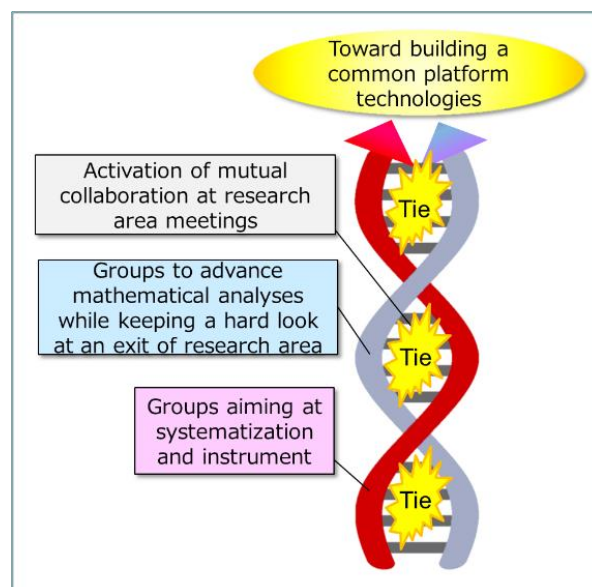 Toward building a
common platform
technologies
Activation of mutual
collaboration at research
area meetings
Tie
Groups to advance
mathematical analyses
while keeping a hard look
at an exit of research area
Tie
Groups aiming at
systematization
and instrument
Tie